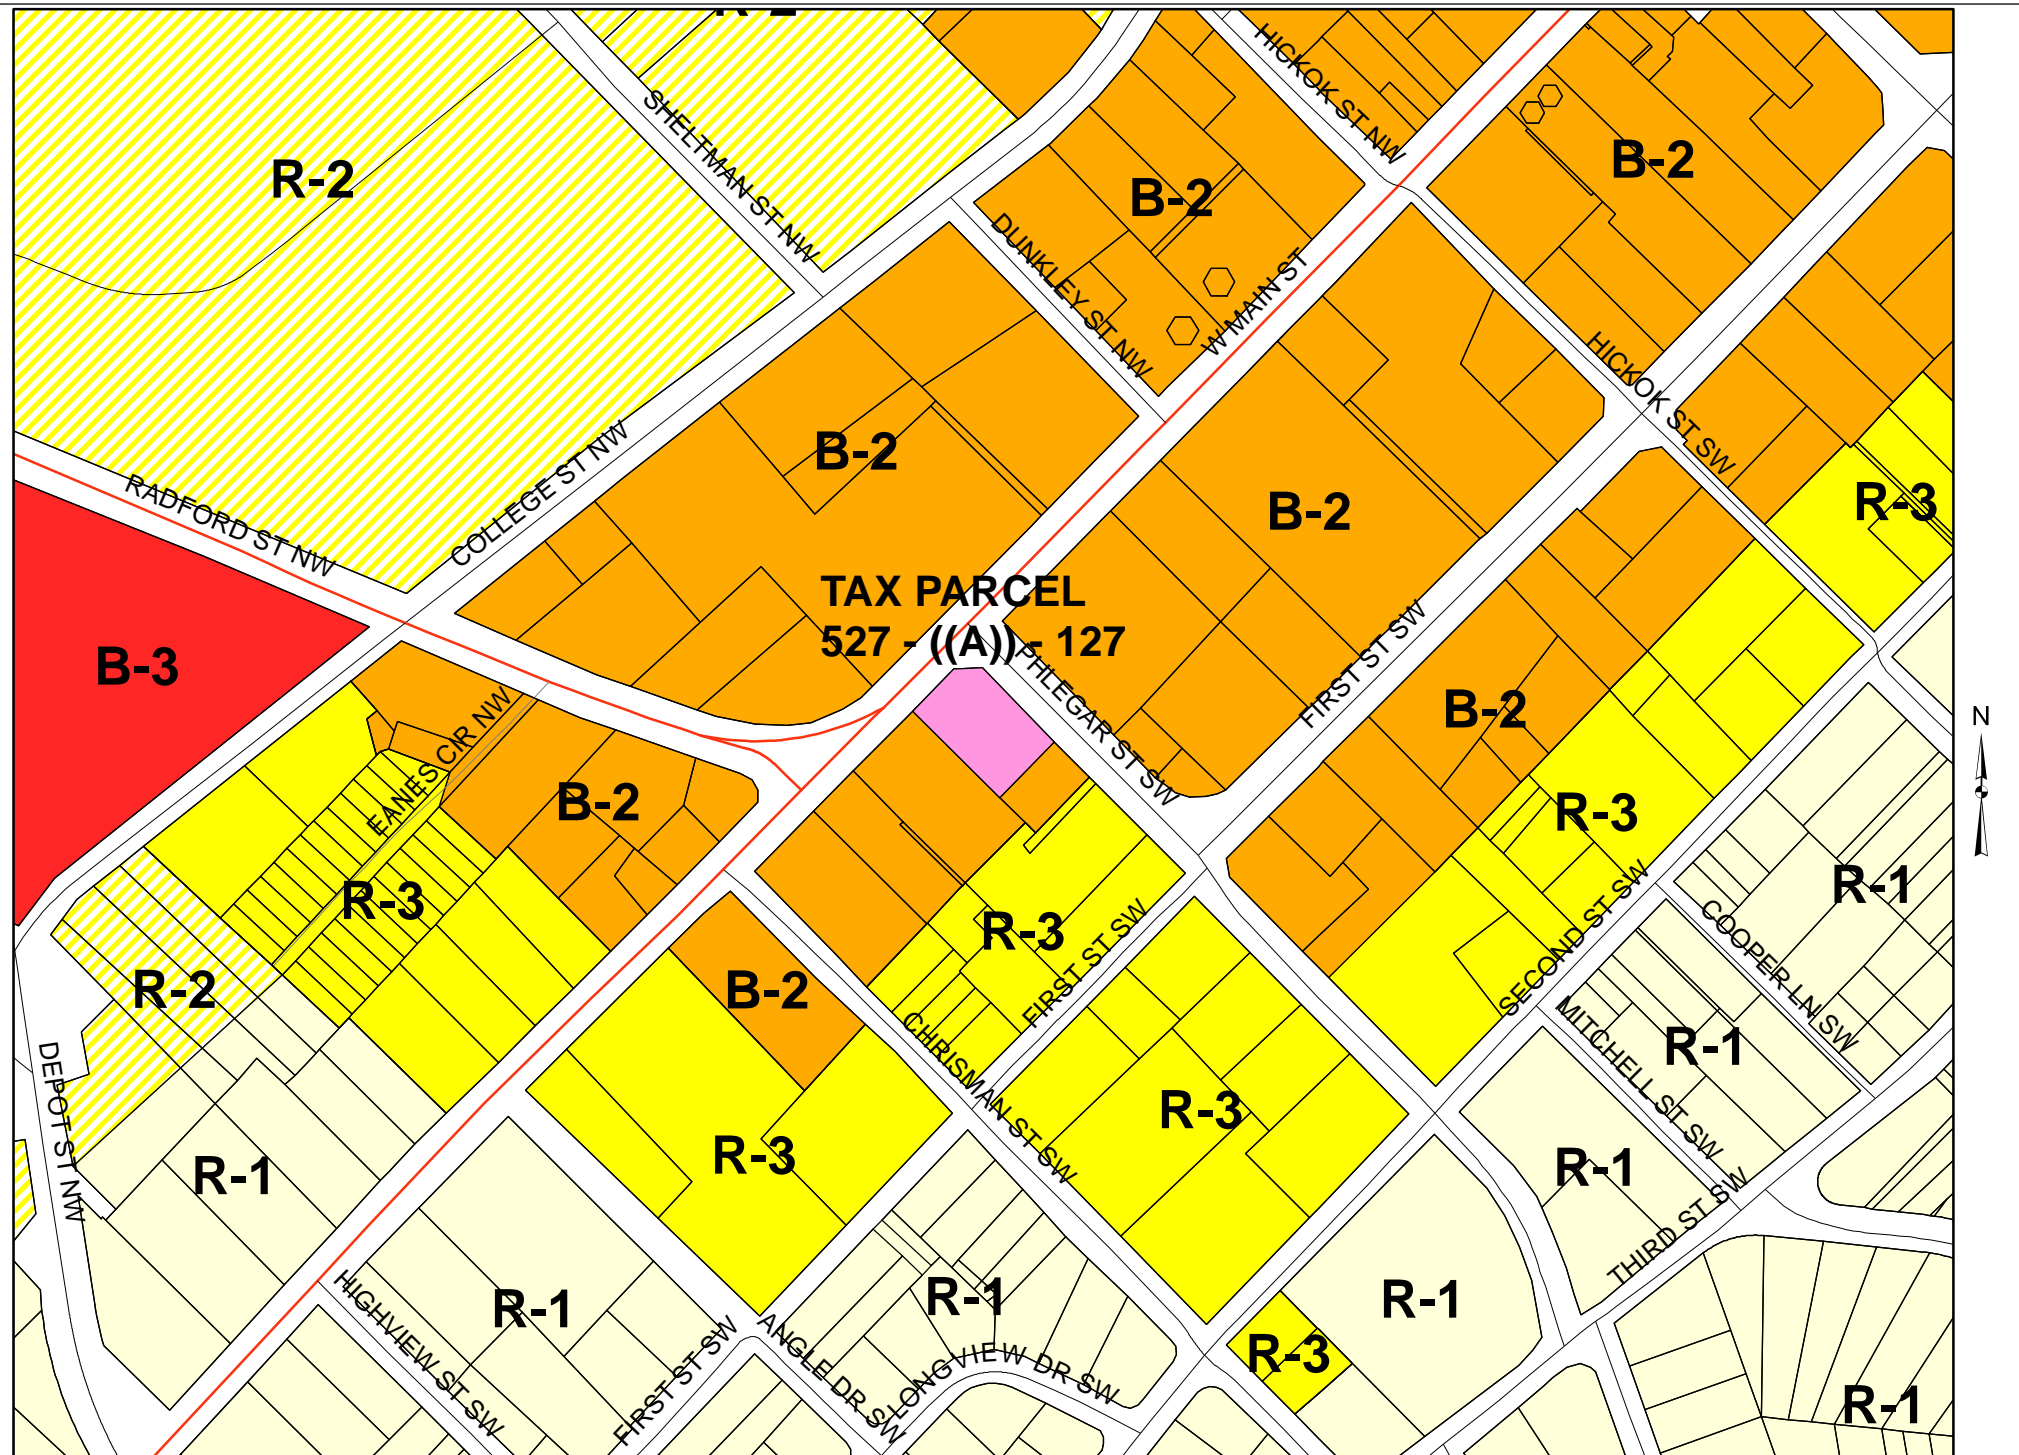 R-2
HICKOK ST NW
SHELTMAN ST NW
B-2
R-2
B-2
DUNKLEY ST NW
W MAIN ST
HICKOK ST SW
B-2
COLLEGE ST NW
RADFORD ST NW
B-2
R-3
TAX PARCEL
527 - ((A)) - 127
B-3
PHLEGAR ST SW
FIRST ST SW
B-2
N
EANES CIR NW
B-2
R-3
R-3
R-1
R-3
FIRST ST SW
SECOND ST SW
COOPER LN SW
R-2
B-2
CHRISMAN ST SW
MITCHELL ST SW
R-1
DEPOT ST NW
R-3
R-1
R-3
R-1
THIRD ST SW
HIGHVIEW ST SW
R-1
R-1
R-1
FIRST ST SW
ANGLE DR SW
LONGVIEW DR SW
R-3
R-1